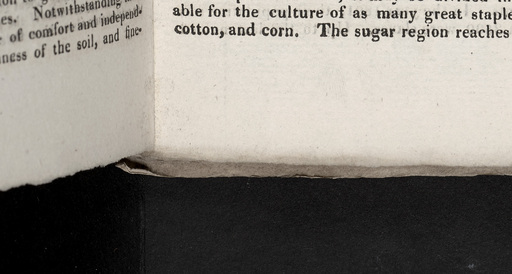 es. Notwithstanding
of comfort and independ-
ness of the soil, and fine-
able for the culture of as many great staple
cotton, and corn. The sugar region reaches